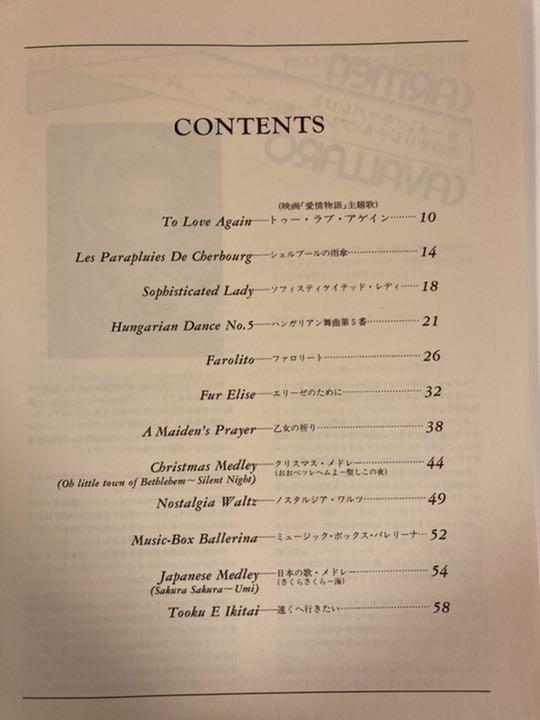 CONTENTS
(映画「愛情物語」主題歌)
To Love Again—トゥー・ラブ・アゲイン………10
Les Parapluies De Cherbourg—シェルブールの雨傘………14
Sophisticated Lady—ソフィスティケイテッド・レディ……18
Hungarian Dance No.5—ハンガリアン舞曲第5番………21
Farolito—ファロリート………26
Fur Elise—エリーゼのために………32
A Maiden's Prayer—乙女の祈り………38
Christmas Medley—クリスマス・メドレー………44
(Oh little town of Bethlehem～Silent Night) (おおベツレヘムよ～聖しこの夜)
Nostalgia Waltz—ノスタルジア・ワルツ………49
Music-Box Ballerina—ミュージック・ボックス・バレリーナ…52
Japanese Medley—日本の歌・メドレー………54
(Sakura Sakura～Umi) (さくらさくら～海)
Tooku E Ikitai—遠くへ行きたい………58
CARMEN
CAVALLARO